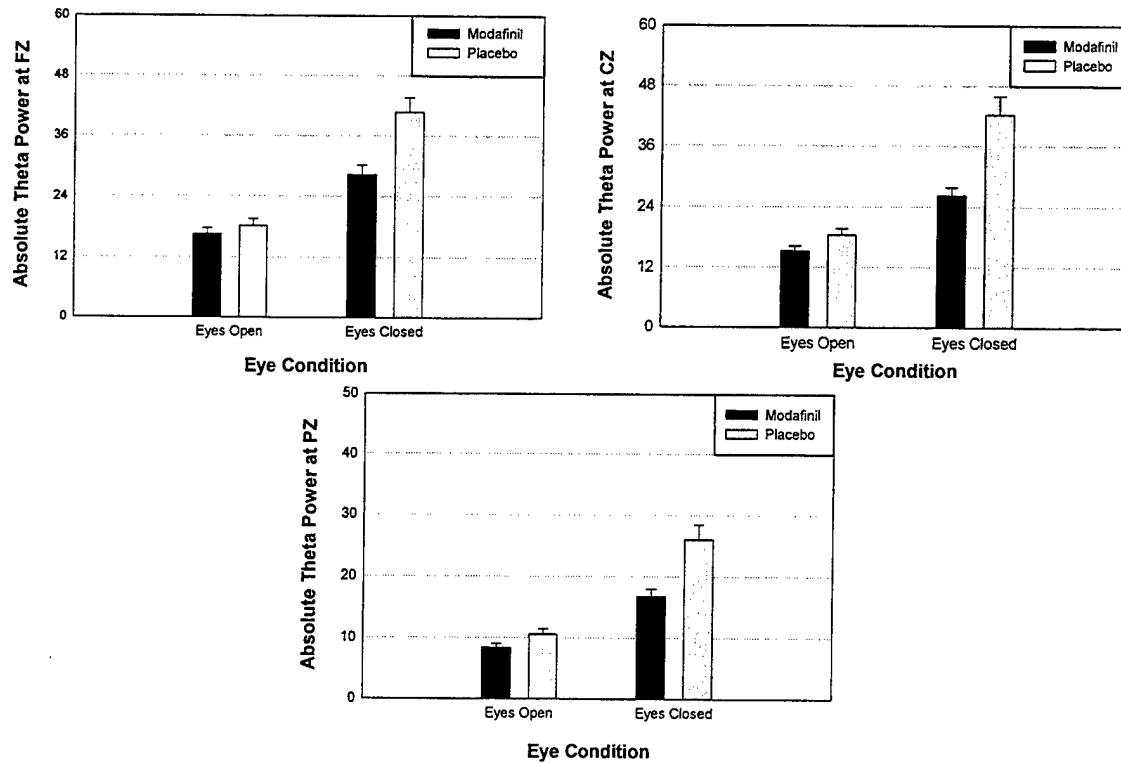 Absolute Theta Power at FZ
60
48
36
24
12
0
Modafinil
Placebo
Eyes Open
Eyes Closed
Eye Condition
Absolute Theta Power at CZ
60
48
36
24
12
0
Modafinil
Placebo
Eyes Open
Eyes Closed
Eye Condition
Absolute Theta Power at PZ
50
40
30
20
10
0
Modafinil
Placebo
Eyes Open
Eyes Closed
Eye Condition